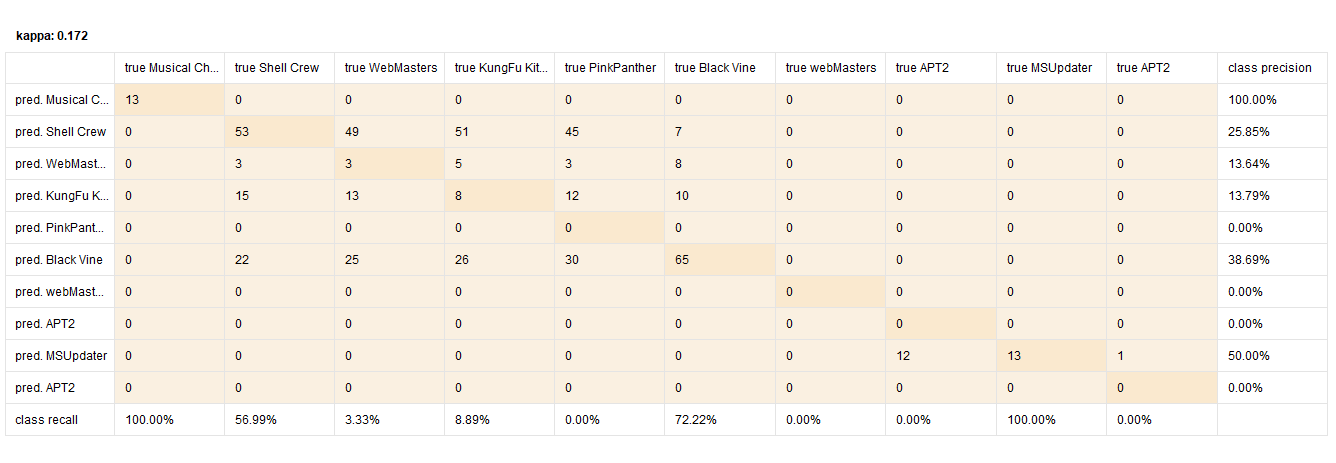 kappa: 0.172
true Musical Ch... true Shell Crew true WebMasters true KungFu Kit... true PinkPanther true Black Vine true webMasters true APT2 true MSUpdater true APT2 class precision
pred. Musical C... 13 0 0 0 0 0 0 0 0 0 100.00%
pred. Shell Crew 0 53 49 51 45 7 0 0 0 0 25.85%
pred. WebMast... 0 3 3 5 3 8 0 0 0 0 13.64%
pred. KungFu K... 0 15 13 8 12 10 0 0 0 0 13.79%
pred. PinkPant... 0 0 0 0 0 0 0 0 0 0 0.00%
pred. Black Vine 0 22 25 26 30 65 0 0 0 0 38.69%
pred. webMast... 0 0 0 0 0 0 0 0 0 0 0.00%
pred. APT2 0 0 0 0 0 0 0 0 0 0 0.00%
pred. MSUpdater 0 0 0 0 0 0 0 12 13 1 50.00%
pred. APT2 0 0 0 0 0 0 0 0 0 0 0.00%
class recall 100.00% 56.99% 3.33% 8.89% 0.00% 72.22% 0.00% 0.00% 100.00% 0.00%